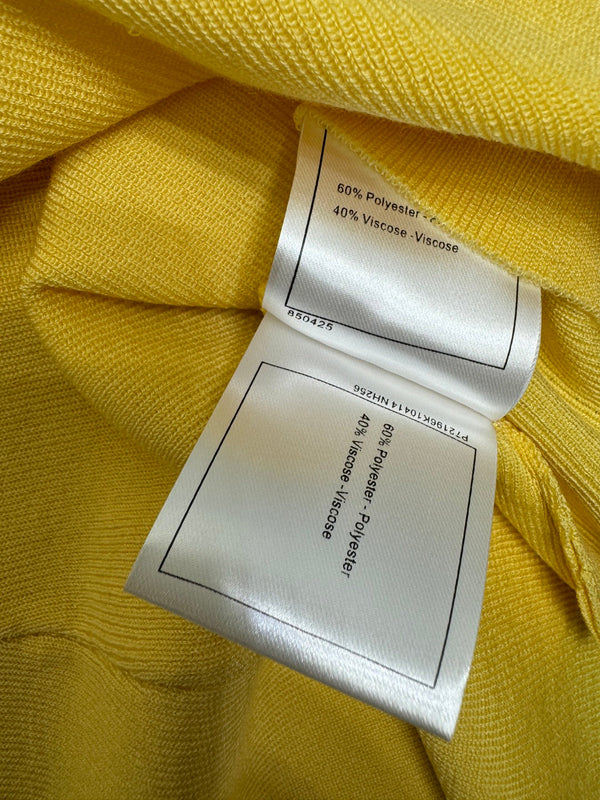 60% Polyester -
40% Viscose -Viscose
850425
P72196K10414 NH256
60% Polyester - Polyester
40% Viscose -Viscose